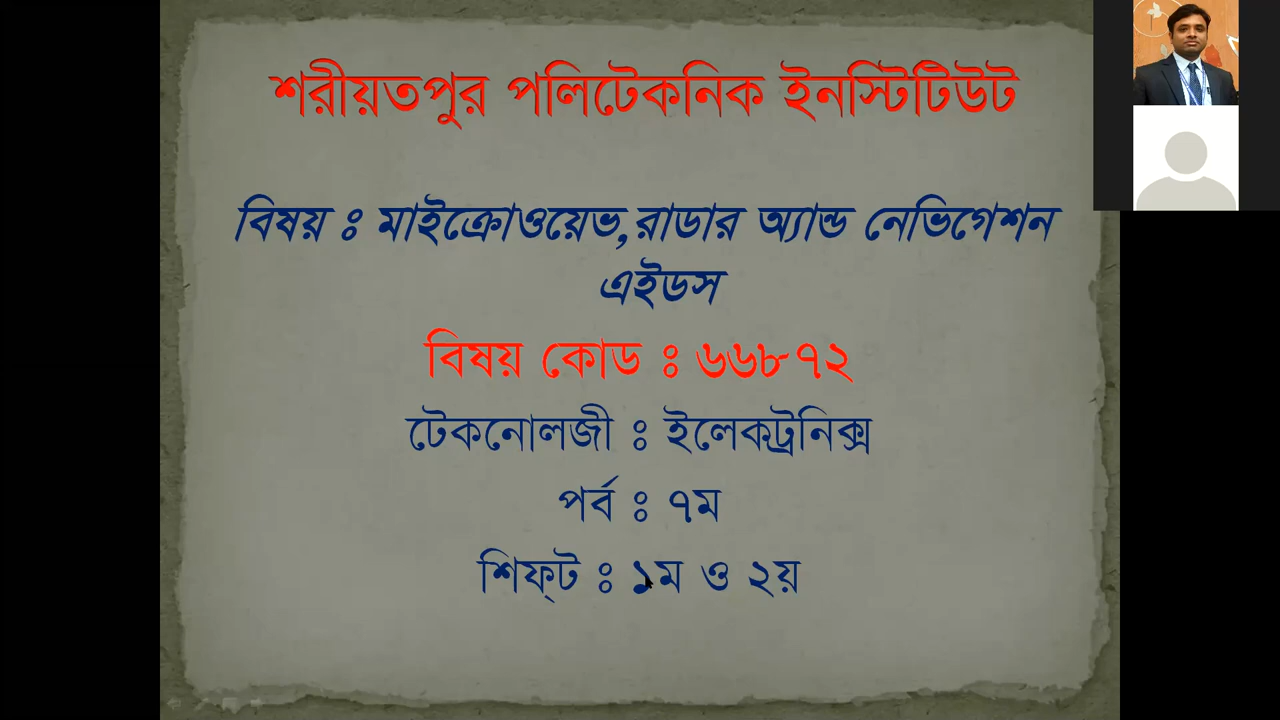 শরীয়তপুর পলিটেকনিক ইনস্টিটিউট
বিষয় ঃ মাইক্রোওয়েভ,রাডার অ্যান্ড নেভিগেশন
এইডস
বিষয় কোড ঃ ৬৬৮৭২
টেকনোলজী ঃ ইলেকট্রনিক্স
পর্ব ঃ ৭ম
শিফ্ট ঃ ১ম ও ২য়